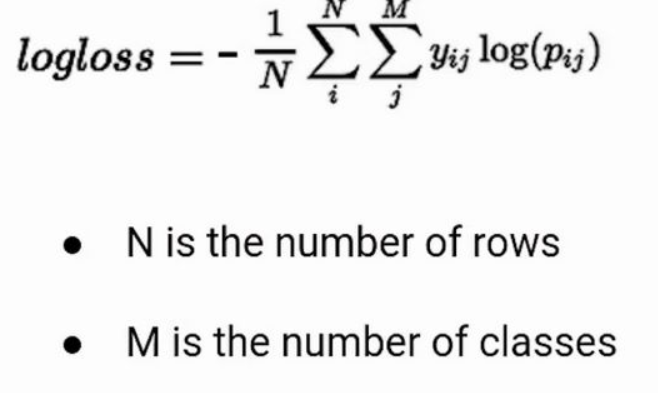 logloss = - 1/N ∑_i^N ∑_j^M y_ij log(p_ij)
● N is the number of rows
● M is the number of classes